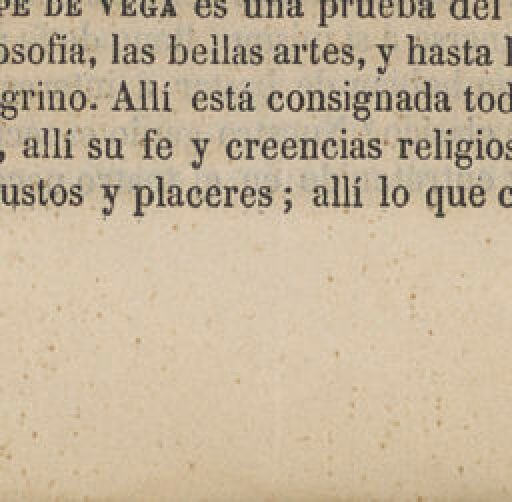 PE DE VEGA es una prueba del
osofia, las bellas artes, y hasta l
grino. Allí está consignada tod
, allí su fe y creencias religios
ustos y placeres; allí lo que c